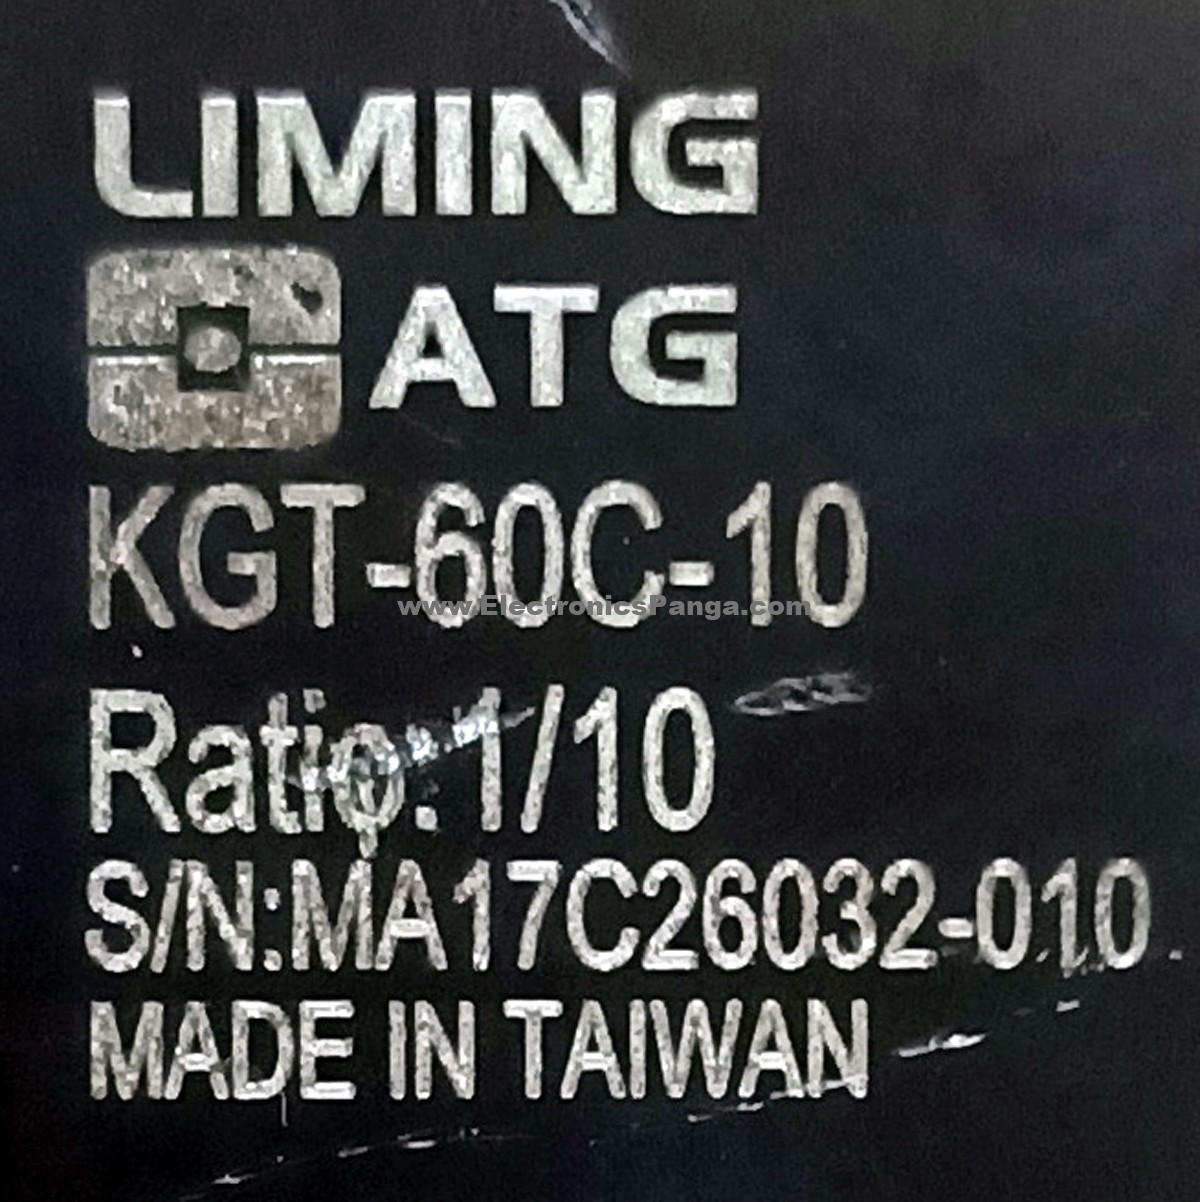 LIMING
ATG
KGT-60C-10
www.ElectronicsPanga.com
Ratio:1/10
S/N:MA17C26032-010
MADE IN TAIWAN